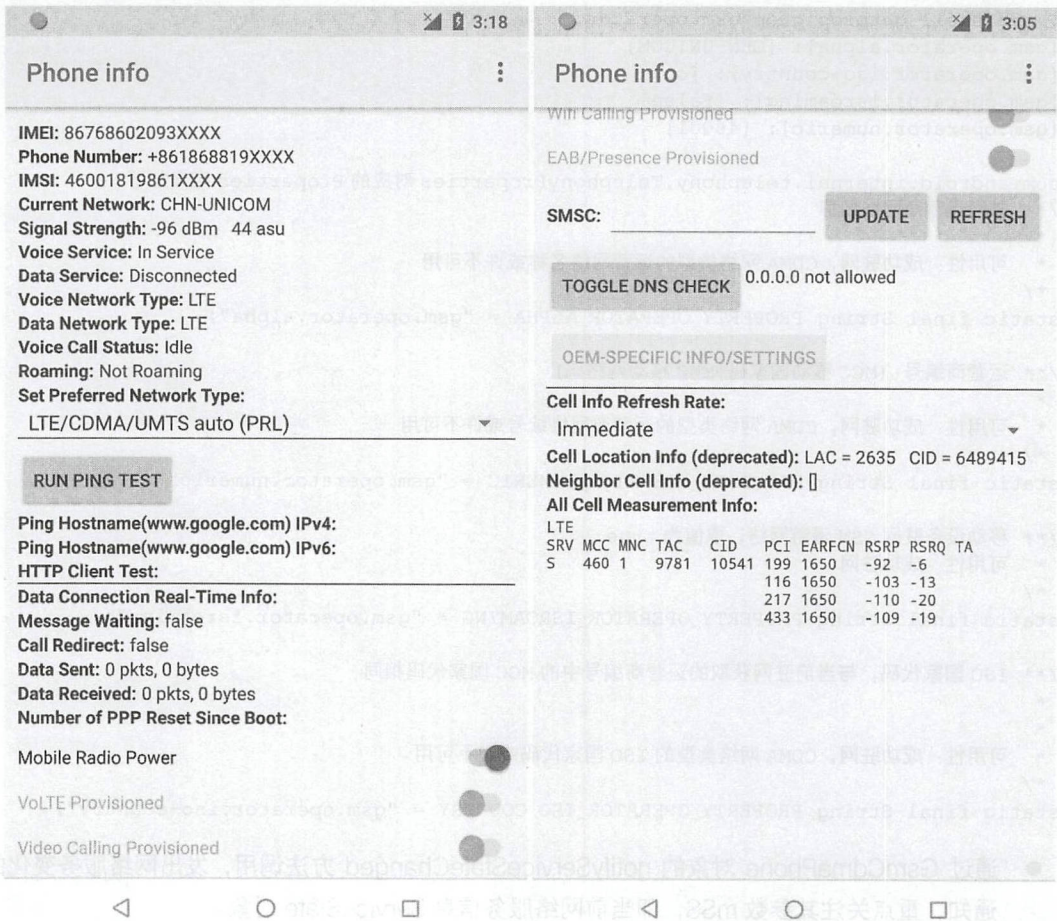 3:18
Phone info
IMEI: 86768602093XXXX
Phone Number: +861868819XXXX
IMSI: 46001819861XXXX
Current Network: CHN-UNICOM
Signal Strength: -96 dBm 44 asu
Voice Service: In Service
Data Service: Disconnected
Voice Network Type: LTE
Data Network Type: LTE
Voice Call Status: Idle
Roaming: Not Roaming
Set Preferred Network Type:
LTE/CDMA/UMTS auto (PRL)
RUN PING TEST
Ping Hostname(www.google.com) IPv4:
Ping Hostname(www.google.com) IPv6:
HTTP Client Test:
Data Connection Real-Time Info:
Message Waiting: false
Call Redirect: false
Data Sent: 0 pkts, 0 bytes
Data Received: 0 pkts, 0 bytes
Number of PPP Reset Since Boot:
Mobile Radio Power
VoLTE Provisioned
Video Calling Provisioned
3:05
Phone info
Wifi Calling Provisioned
EAB/Presence Provisioned
SMSC: UPDATE REFRESH
TOGGLE DNS CHECK 0.0.0.0 not allowed
OEM-SPECIFIC INFO/SETTINGS
Cell Info Refresh Rate:
Immediate
Cell Location Info (deprecated): LAC = 2635 CID = 6489415
Neighbor Cell Info (deprecated): []
All Cell Measurement Info:
LTE
SRV MCC MNC TAC CID PCI EARFCN RSRP RSRQ TA
S 460 1 9781 10541 199 1650 -92 -6
116 1650 -103 -13
217 1650 -110 -20
433 1650 -109 -19